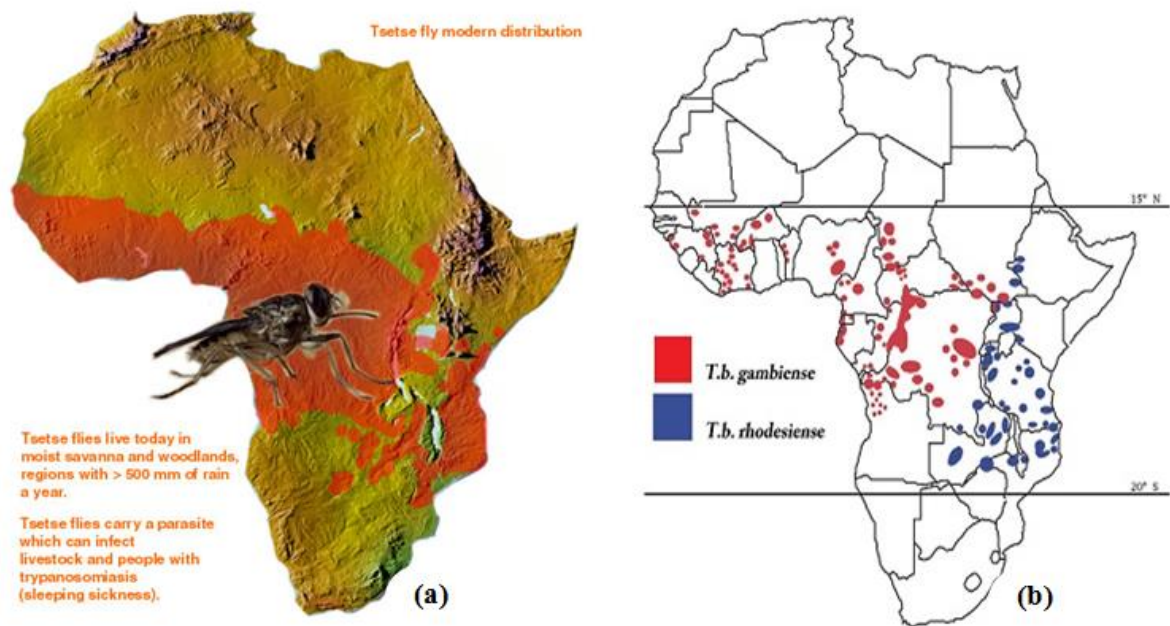 Tsetse fly modern distribution
Tsetse flies live today in
moist savanna and woodlands,
regions with > 500 mm of rain
a year.
Tsetse flies carry a parasite
which can infect
livestock and people with
trypanosomiasis
(sleeping sickness).
(a)
15° N
T.b. gambiense
T.b. rhodesiense
20° S
(b)